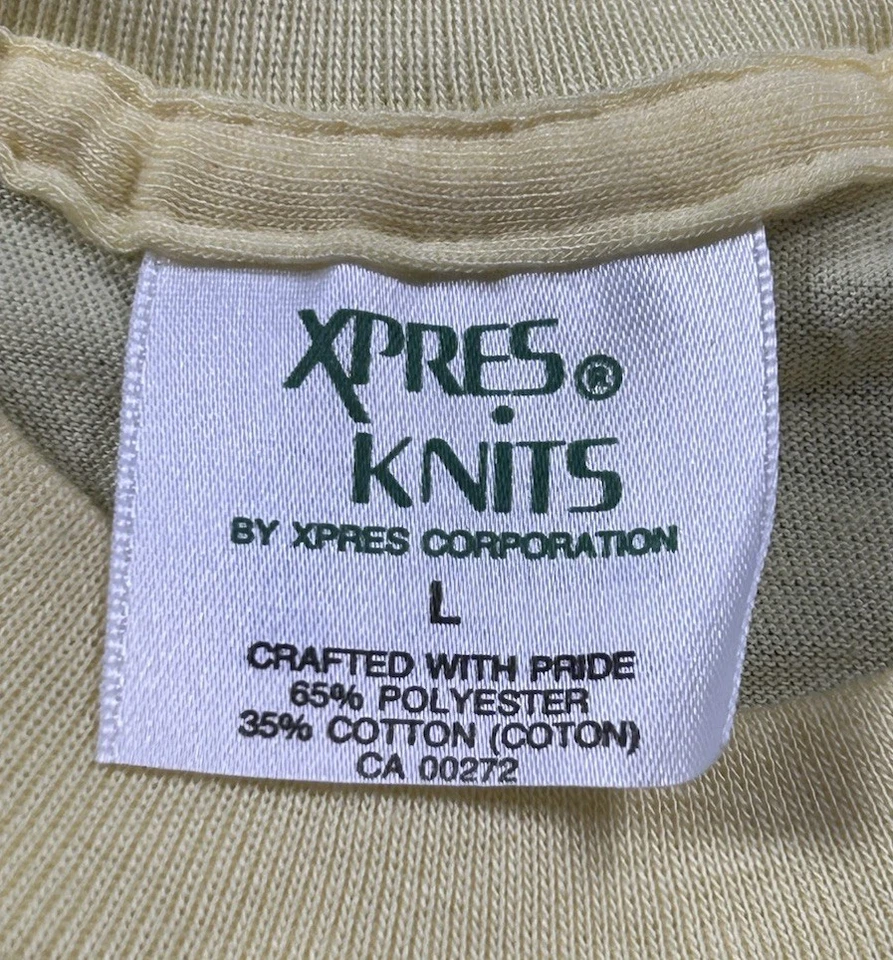 XPRES®
KNiTS
BY XPRES CORPORATION
L
CRAFTED WITH PRIDE
65% POLYESTER
35% COTTON (COTON)
CA 00272